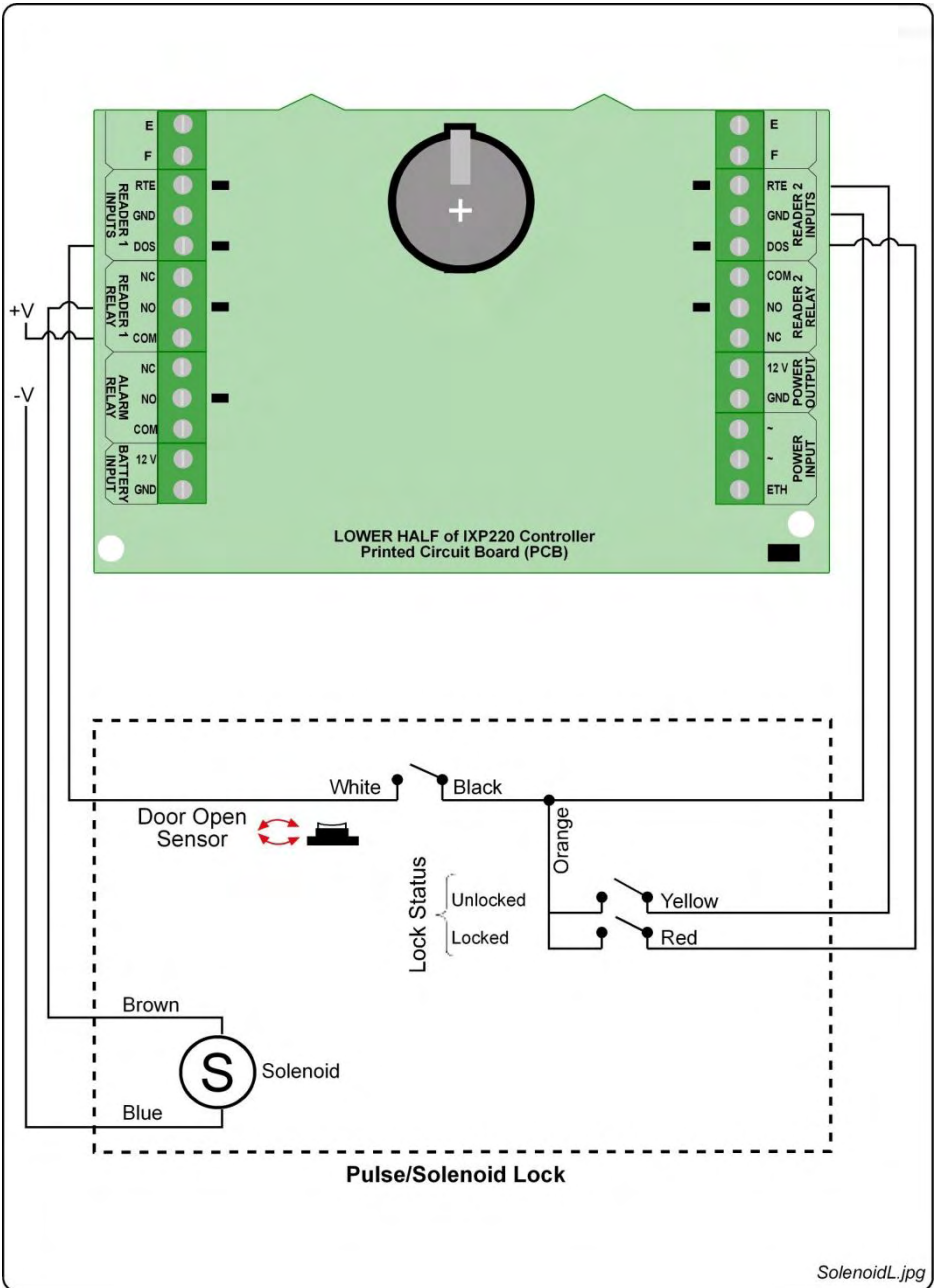 E
F
RTE
GND
DOS
READER 1
INPUTS
NC
NO
COM
READER 1
RELAY
NC
NO
COM
ALARM
RELAY
12 V
GND
BATTERY
INPUT
+
E
F
RTE
GND
DOS
READER 2
INPUTS
COM
NO
NC
READER 2
RELAY
12 V
GND
POWER
OUTPUT
~
~
ETH
POWER
INPUT
+V
-V
LOWER HALF of IXP220 Controller
Printed Circuit Board (PCB)
White
Black
Door Open
Sensor
Orange
Lock Status
Unlocked
Locked
Yellow
Red
Brown
S
Solenoid
Blue
Pulse/Solenoid Lock
SolenoidL.jpg